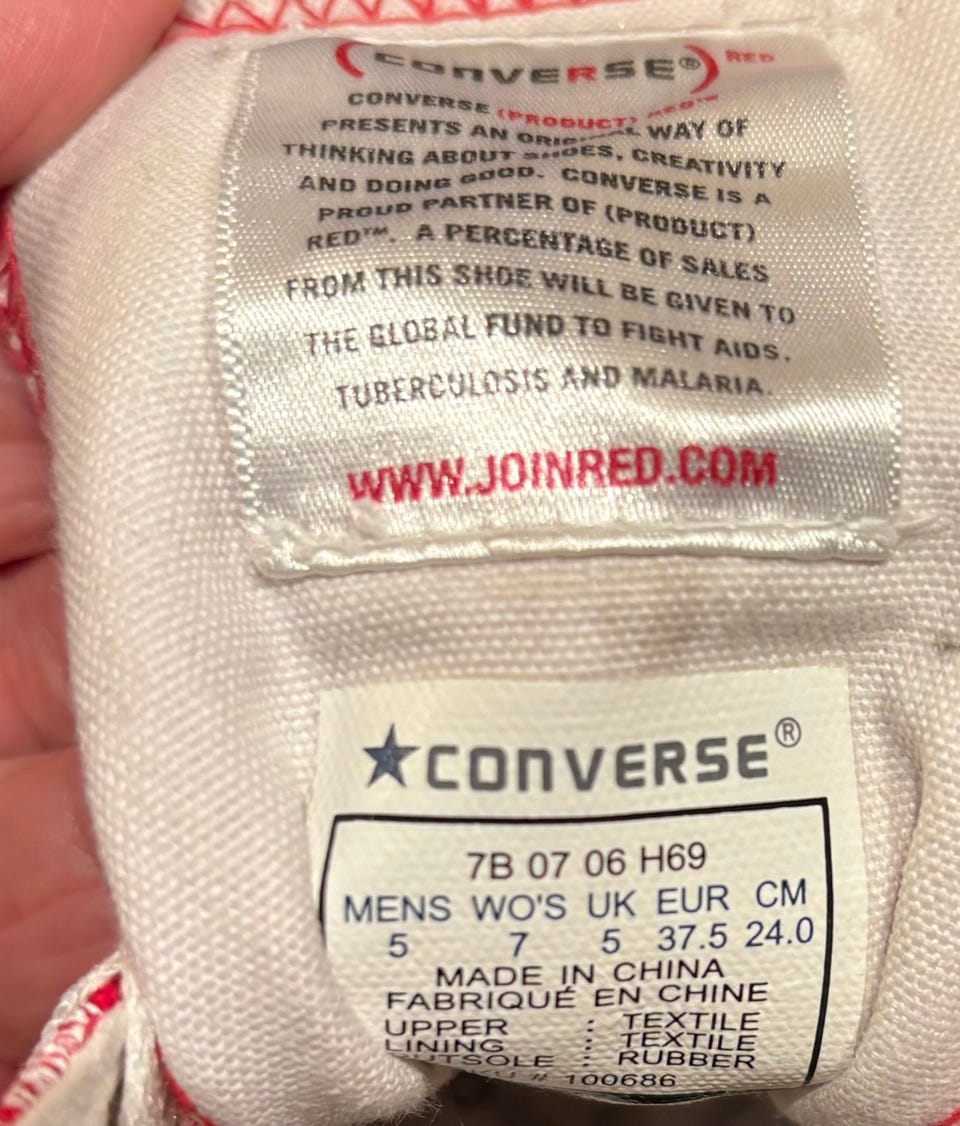 (CONVERSE®) RED
CONVERSE (PRODUCT) RED™
PRESENTS AN ORIGINAL WAY OF
THINKING ABOUT SHOES, CREATIVITY
AND DOING GOOD. CONVERSE IS A
PROUD PARTNER OF (PRODUCT)
RED™. A PERCENTAGE OF SALES
FROM THIS SHOE WILL BE GIVEN TO
THE GLOBAL FUND TO FIGHT AIDS,
TUBERCULOSIS AND MALARIA.
WWW.JOINRED.COM
CONVERSE®
7B 07 06 H69
MENS WO'S UK EUR CM
5 7 5 37.5 24.0
MADE IN CHINA
FABRIQUÉ EN CHINE
UPPER : TEXTILE
LINING : TEXTILE
OUTSOLE : RUBBER
# 100686